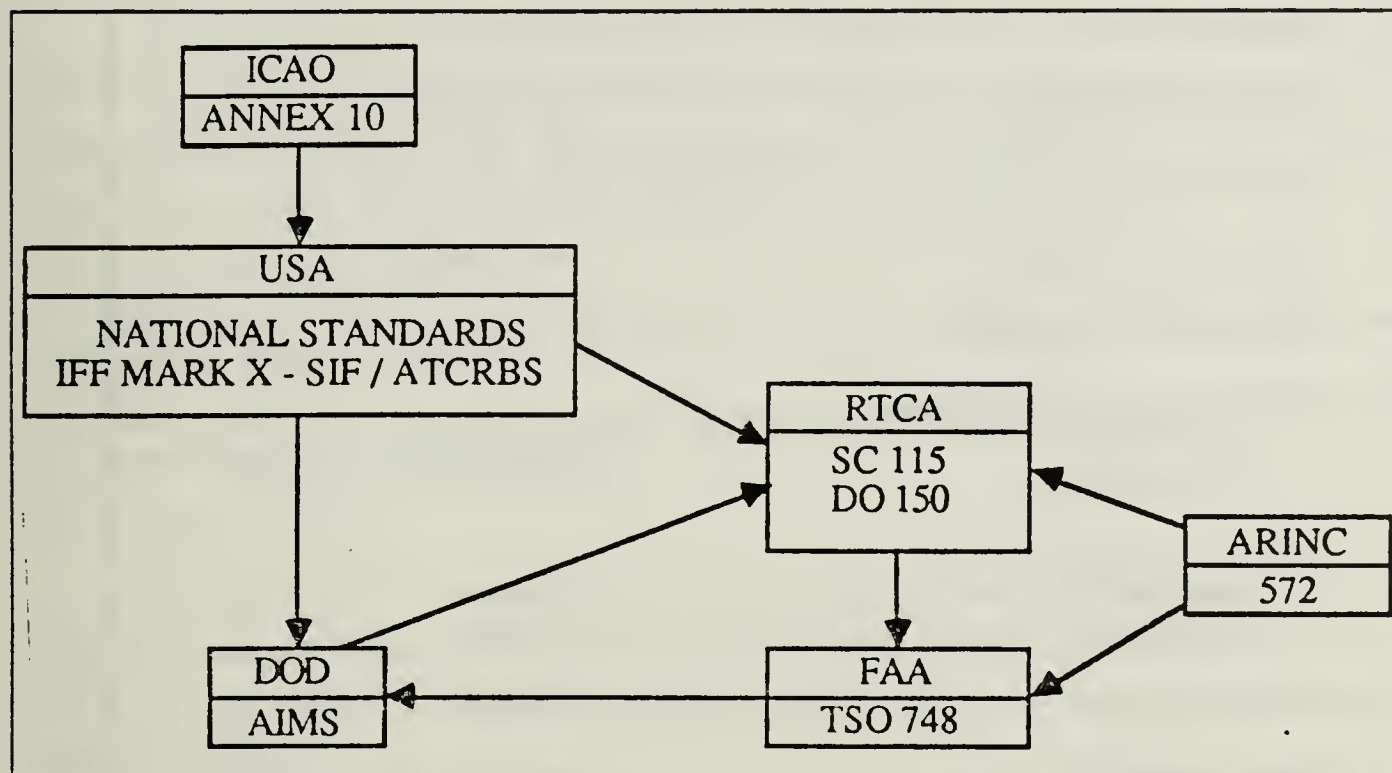 ICAO
ANNEX 10
USA
NATIONAL STANDARDS
IFF MARK X - SIF / ATCRBS
RTCA
SC 115
DO 150
ARINC
572
DOD
AIMS
FAA
TSO 748